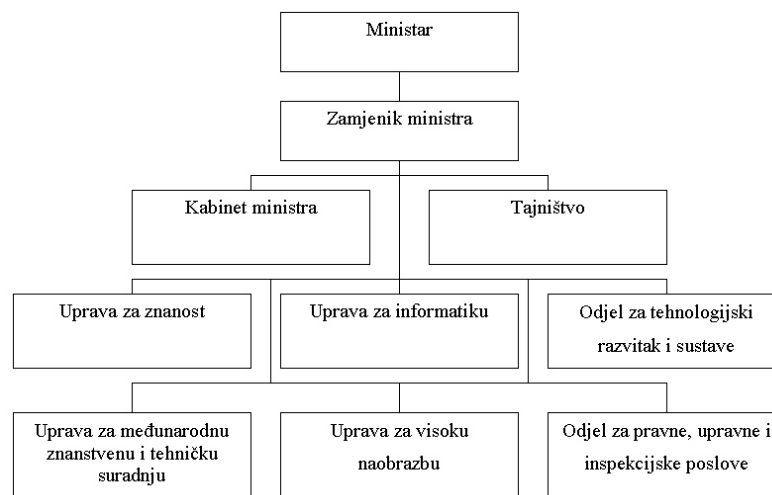 Ministar
Zamjenik ministra
Kabinet ministra
Tajništvo
Uprava za znanost
Uprava za informatiku
Odjel za tehnologijski
razvitak i sustave
Uprava za međunarodnu
znanstvenu i tehničku
suradnju
Uprava za visoku
naobrazbu
Odjel za pravne, upravne i
inspekcijske poslove